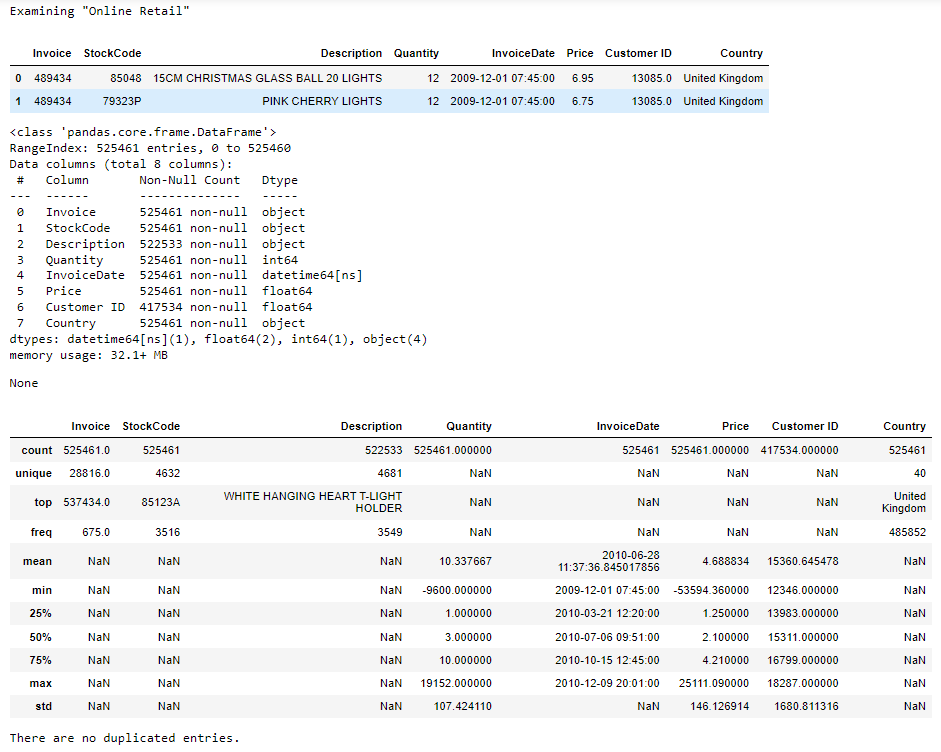 Examining "Online Retail"
Invoice StockCode Description Quantity InvoiceDate Price Customer ID Country
0 489434 85048 15CM CHRISTMAS GLASS BALL 20 LIGHTS 12 2009-12-01 07:45:00 6.95 13085.0 United Kingdom
1 489434 79323P PINK CHERRY LIGHTS 12 2009-12-01 07:45:00 6.75 13085.0 United Kingdom
<class 'pandas.core.frame.DataFrame'>
RangeIndex: 525461 entries, 0 to 525460
Data columns (total 8 columns):
# Column Non-Null Count Dtype
--- ------ -------------- -----
0 Invoice 525461 non-null object
1 StockCode 525461 non-null object
2 Description 522533 non-null object
3 Quantity 525461 non-null int64
4 InvoiceDate 525461 non-null datetime64[ns]
5 Price 525461 non-null float64
6 Customer ID 417534 non-null float64
7 Country 525461 non-null object
dtypes: datetime64[ns](1), float64(2), int64(1), object(4)
memory usage: 32.1+ MB
None
Invoice StockCode Description Quantity InvoiceDate Price Customer ID Country
count 525461.0 525461 522533 525461.000000 525461 525461.000000 417534.000000 525461
unique 28816.0 4632 4681 NaN NaN NaN NaN 40
top 537434.0 85123A WHITE HANGING HEART T-LIGHT HOLDER NaN NaN NaN NaN United Kingdom
freq 675.0 3516 3549 NaN NaN NaN NaN 485852
mean NaN NaN NaN 10.337667 2010-06-28 11:37:36.845017856 4.688834 15360.645478 NaN
min NaN NaN NaN -9600.000000 2009-12-01 07:45:00 -53594.360000 12346.000000 NaN
25% NaN NaN NaN 1.000000 2010-03-21 12:20:00 1.250000 13983.000000 NaN
50% NaN NaN NaN 3.000000 2010-07-06 09:51:00 2.100000 15311.000000 NaN
75% NaN NaN NaN 10.000000 2010-10-15 12:45:00 4.210000 16799.000000 NaN
max NaN NaN NaN 19152.000000 2010-12-09 20:01:00 25111.090000 18287.000000 NaN
std NaN NaN NaN 107.424110 NaN 146.126914 1680.811316 NaN
There are no duplicated entries.